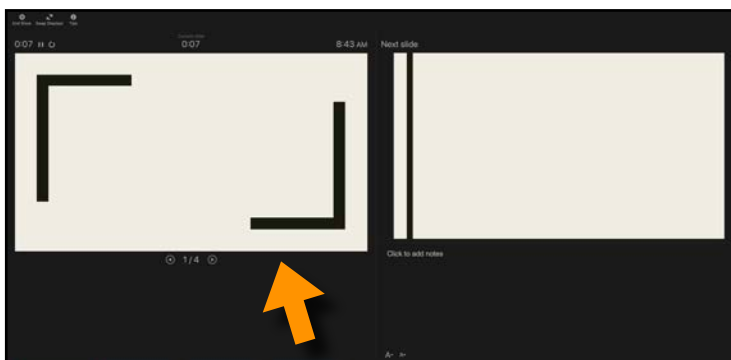 End Show Swap Displays Tips
0:07
0:07
8:43 AM
Next slide
1/4
Click to add notes